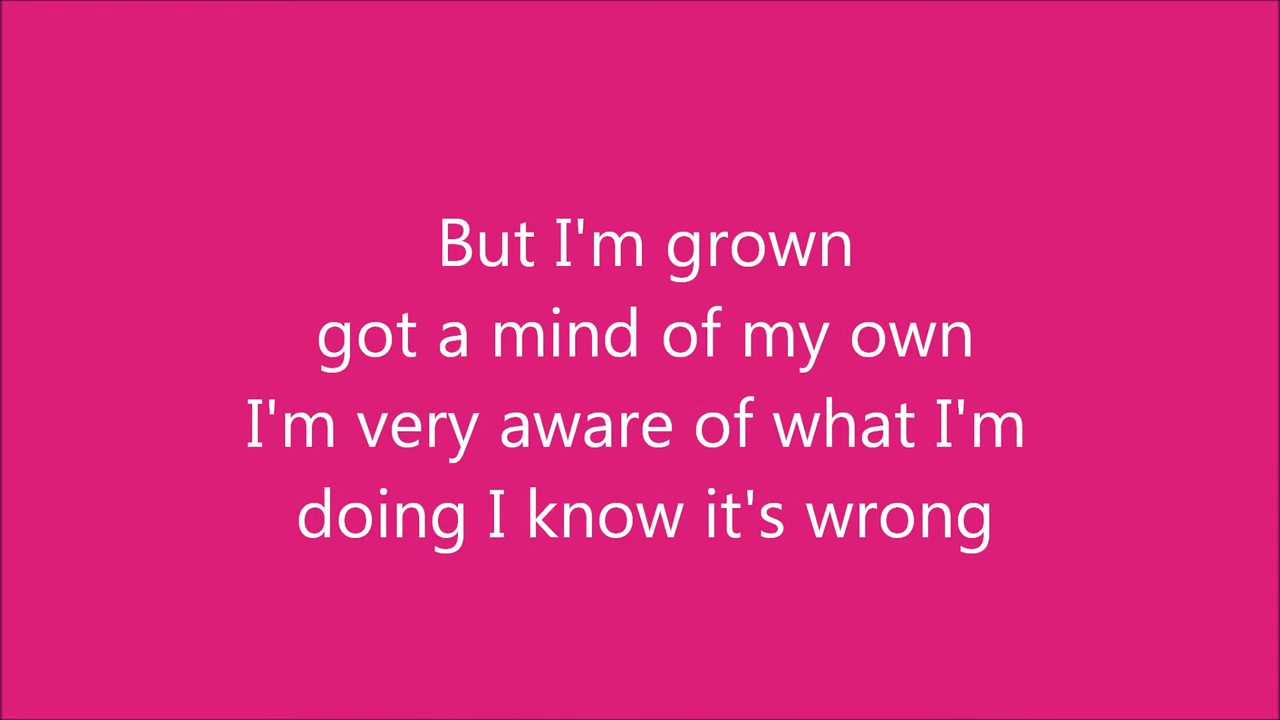 But I'm grown
got a mind of my own
I'm very aware of what I'm
doing I know it's wrong